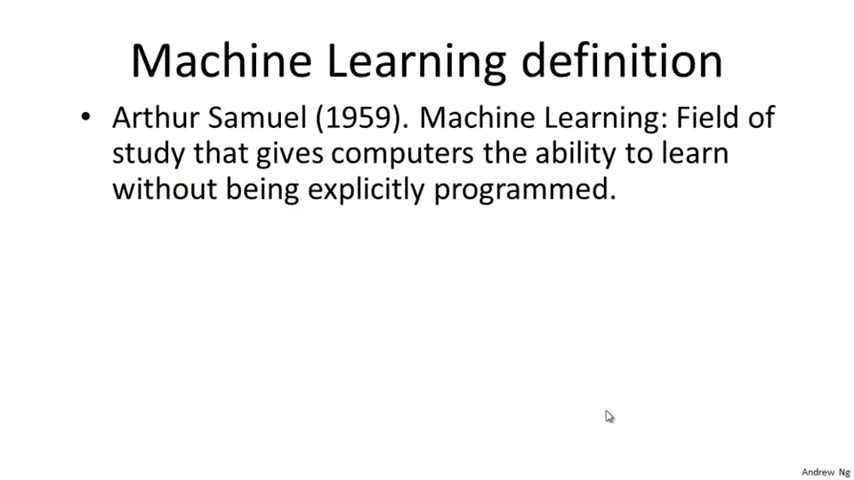 Machine Learning definition
• Arthur Samuel (1959). Machine Learning: Field of
study that gives computers the ability to learn
without being explicitly programmed.
Andrew Ng